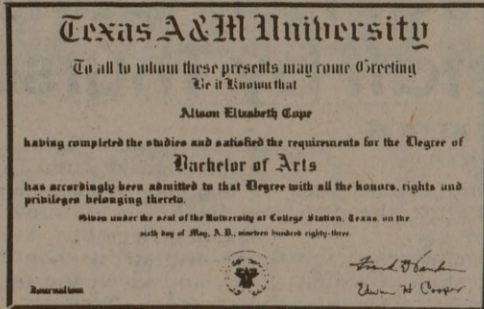 Texas A&M University
To all to whom these presents may come Greeting
Be it Known that
Alison Elizabeth Cape
having completed the studies and satisfied the requirements for the Degree of
Bachelor of Arts
has accordingly been admitted to that Degree with all the honors, rights and
privileges belonging thereto.
Given under the seal of the University at College Station, Texas, on the
sixth day of May, A.D., nineteen hundred eighty-three.
Edwin H Cooper
Journalism